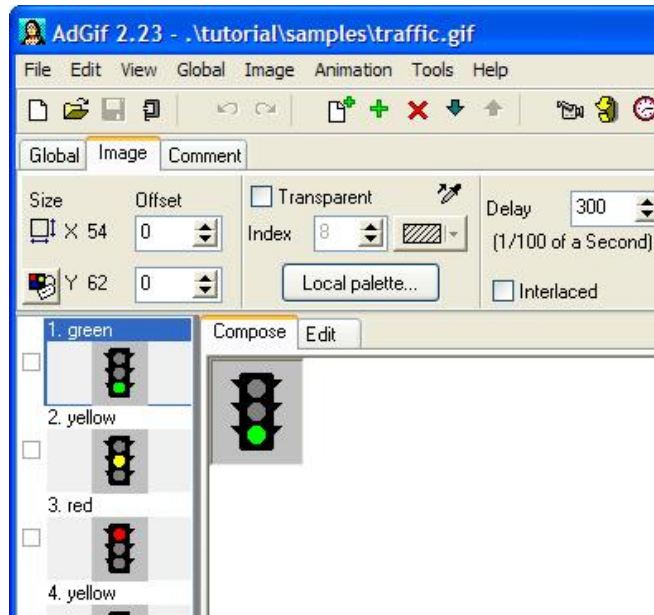 AdGif 2.23 - .\tutorial\samples\traffic.gif
File Edit View Global Image Animation Tools Help
Global Image Comment
Size Offset Transparent Delay 300
X 54 0 Index 8 (1/100 of a Second)
Y 62 0 Local palette... Interlaced
1. green Compose Edit
2. yellow
3. red
4. yellow